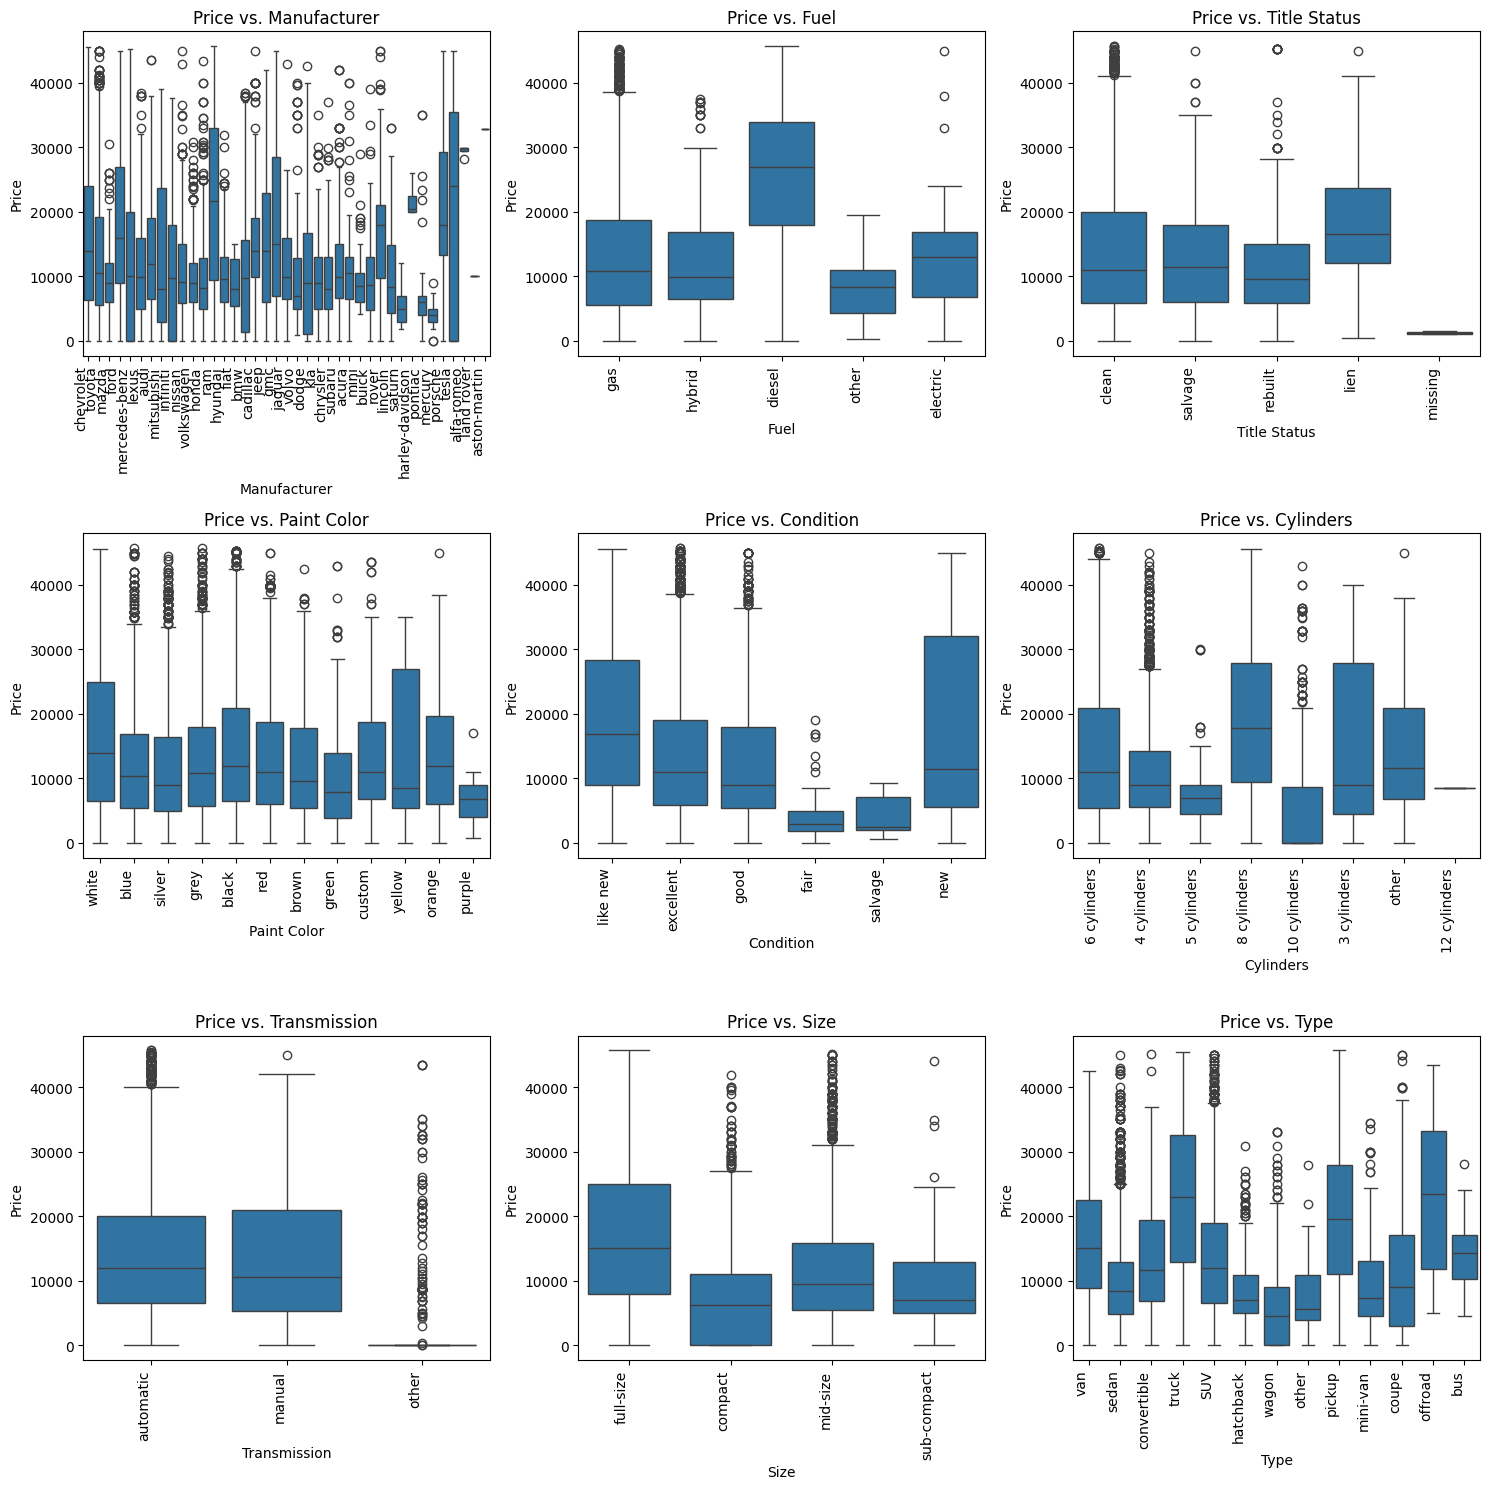 Price vs. Manufacturer
Price
40000
30000
20000
10000
0
chevrolet
toyota
mazda
ford
mercedes-benz
lexus
audi
mitsubishi
infiniti
nissan
volkswagen
honda
ram
hyundai
fiat
bmw
cadillac
jeep
gmc
jaguar
volvo
dodge
kia
chrysler
subaru
acura
mini
buick
rover
lincoln
saturn
harley-davidson
pontiac
mercury
porsche
tesla
alfa-romeo
land rover
aston-martin
Manufacturer
Price vs. Fuel
Price
40000
30000
20000
10000
0
gas
hybrid
diesel
other
electric
Fuel
Price vs. Title Status
Price
40000
30000
20000
10000
0
clean
salvage
rebuilt
lien
missing
Title Status
Price vs. Paint Color
Price
40000
30000
20000
10000
0
white
blue
silver
grey
black
red
brown
green
custom
yellow
orange
purple
Paint Color
Price vs. Condition
Price
40000
30000
20000
10000
0
like new
excellent
good
fair
salvage
new
Condition
Price vs. Cylinders
Price
40000
30000
20000
10000
0
6 cylinders
4 cylinders
5 cylinders
8 cylinders
10 cylinders
3 cylinders
other
12 cylinders
Cylinders
Price vs. Transmission
Price
40000
30000
20000
10000
0
automatic
manual
other
Transmission
Price vs. Size
Price
40000
30000
20000
10000
0
full-size
compact
mid-size
sub-compact
Size
Price vs. Type
Price
40000
30000
20000
10000
0
van
sedan
convertible
truck
SUV
hatchback
wagon
other
pickup
mini-van
coupe
offroad
bus
Type